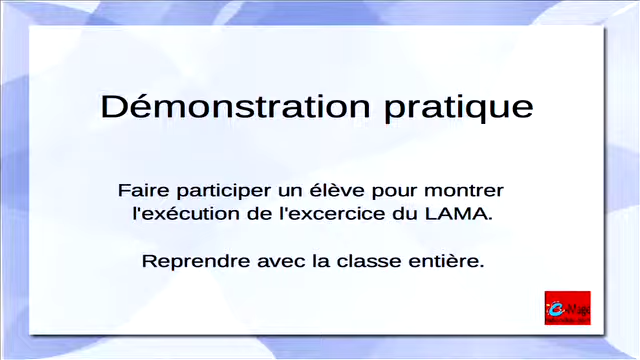 Démonstration pratique
Faire participer un élève pour montrer
l'exécution de l'excercice du LAMA.
Reprendre avec la classe entière.